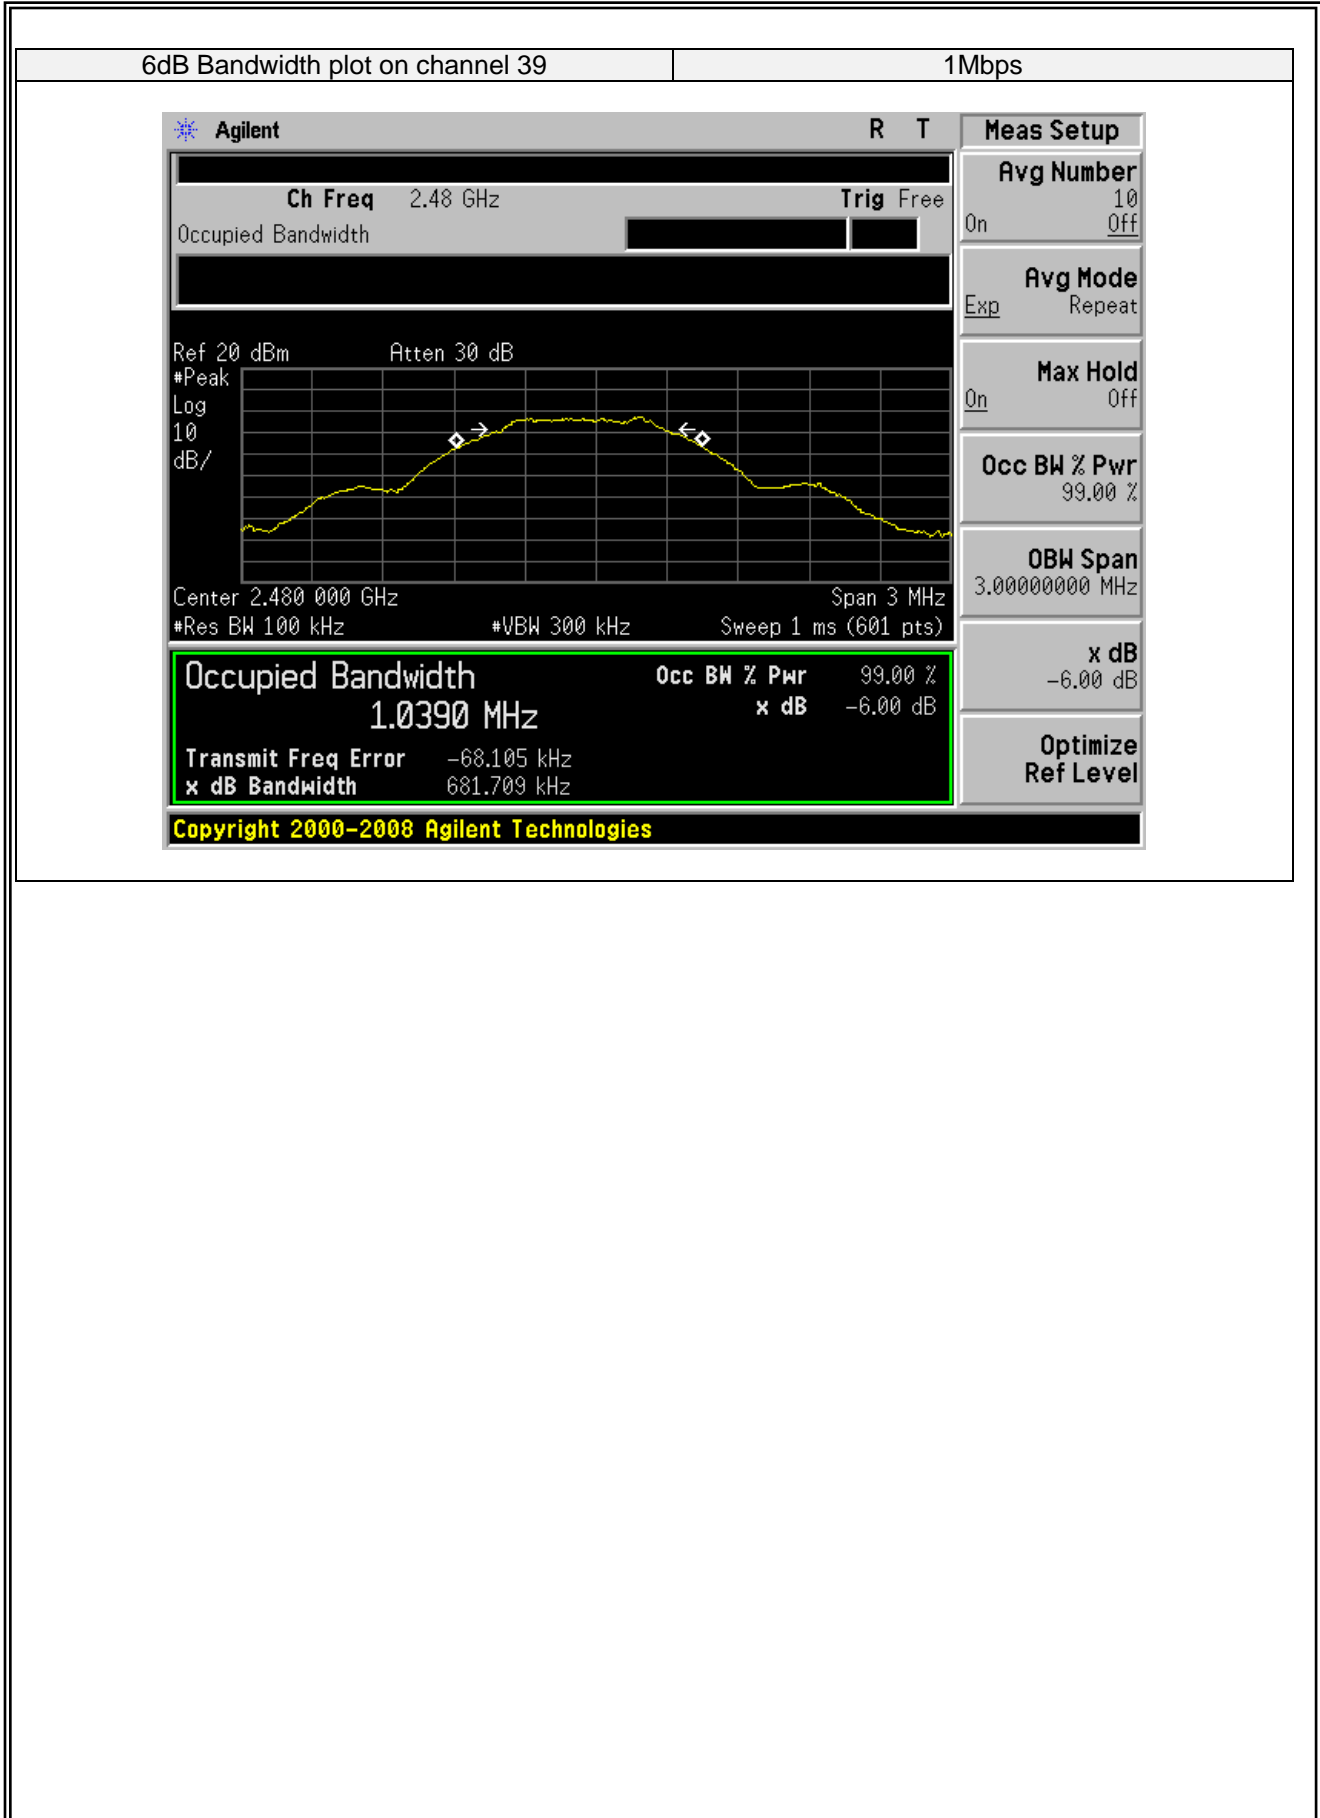 6dB Bandwidth plot on channel 39 1Mbps
Agilent R T
Ch Freq 2.48 GHz Trig Free
Occupied Bandwidth
Ref 20 dBm Atten 30 dB
#Peak
Log
10
dB/
Center 2.480 000 GHz Span 3 MHz
#Res BW 100 kHz #VBW 300 kHz Sweep 1 ms (601 pts)
Occupied Bandwidth Occ BW % Pwr 99.00 %
1.0390 MHz x dB -6.00 dB
Transmit Freq Error -68.105 kHz
x dB Bandwidth 681.709 kHz
Copyright 2000-2008 Agilent Technologies
Meas Setup
Avg Number
10
On Off
Avg Mode
Exp Repeat
Max Hold
On Off
Occ BW % Pwr
99.00 %
OBW Span
3.00000000 MHz
x dB
-6.00 dB
Optimize
Ref Level